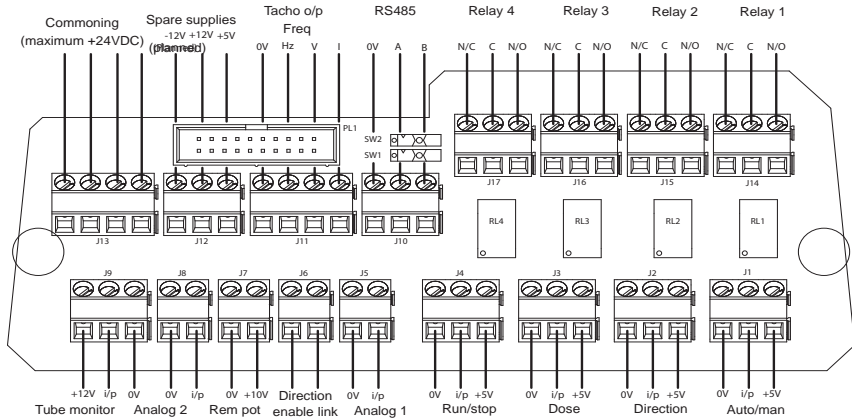 Commoning
(maximum +24VDC)
Spare supplies
(planned)
-12V +12V +5V
Tacho o/p
Freq
0V Hz V I
RS485
0V A B
Relay 4
N/C C N/O
Relay 3
N/C C N/O
Relay 2
N/C C N/O
Relay 1
N/C C N/O
PL1
SW2
SW1
J17 J16 J15 J14
J13 J12 J11 J10
RL4 RL3 RL2 RL1
J9 J8 J7 J6 J5 J4 J3 J2 J1
+12V i/p 0V
Tube monitor
0V i/p
Analog 2
0V +10V
Rem pot
Direction
enable link
0V i/p
Analog 1
0V i/p +5V
Run/stop
0V i/p +5V
Dose
0V i/p +5V
Direction
0V i/p +5V
Auto/man